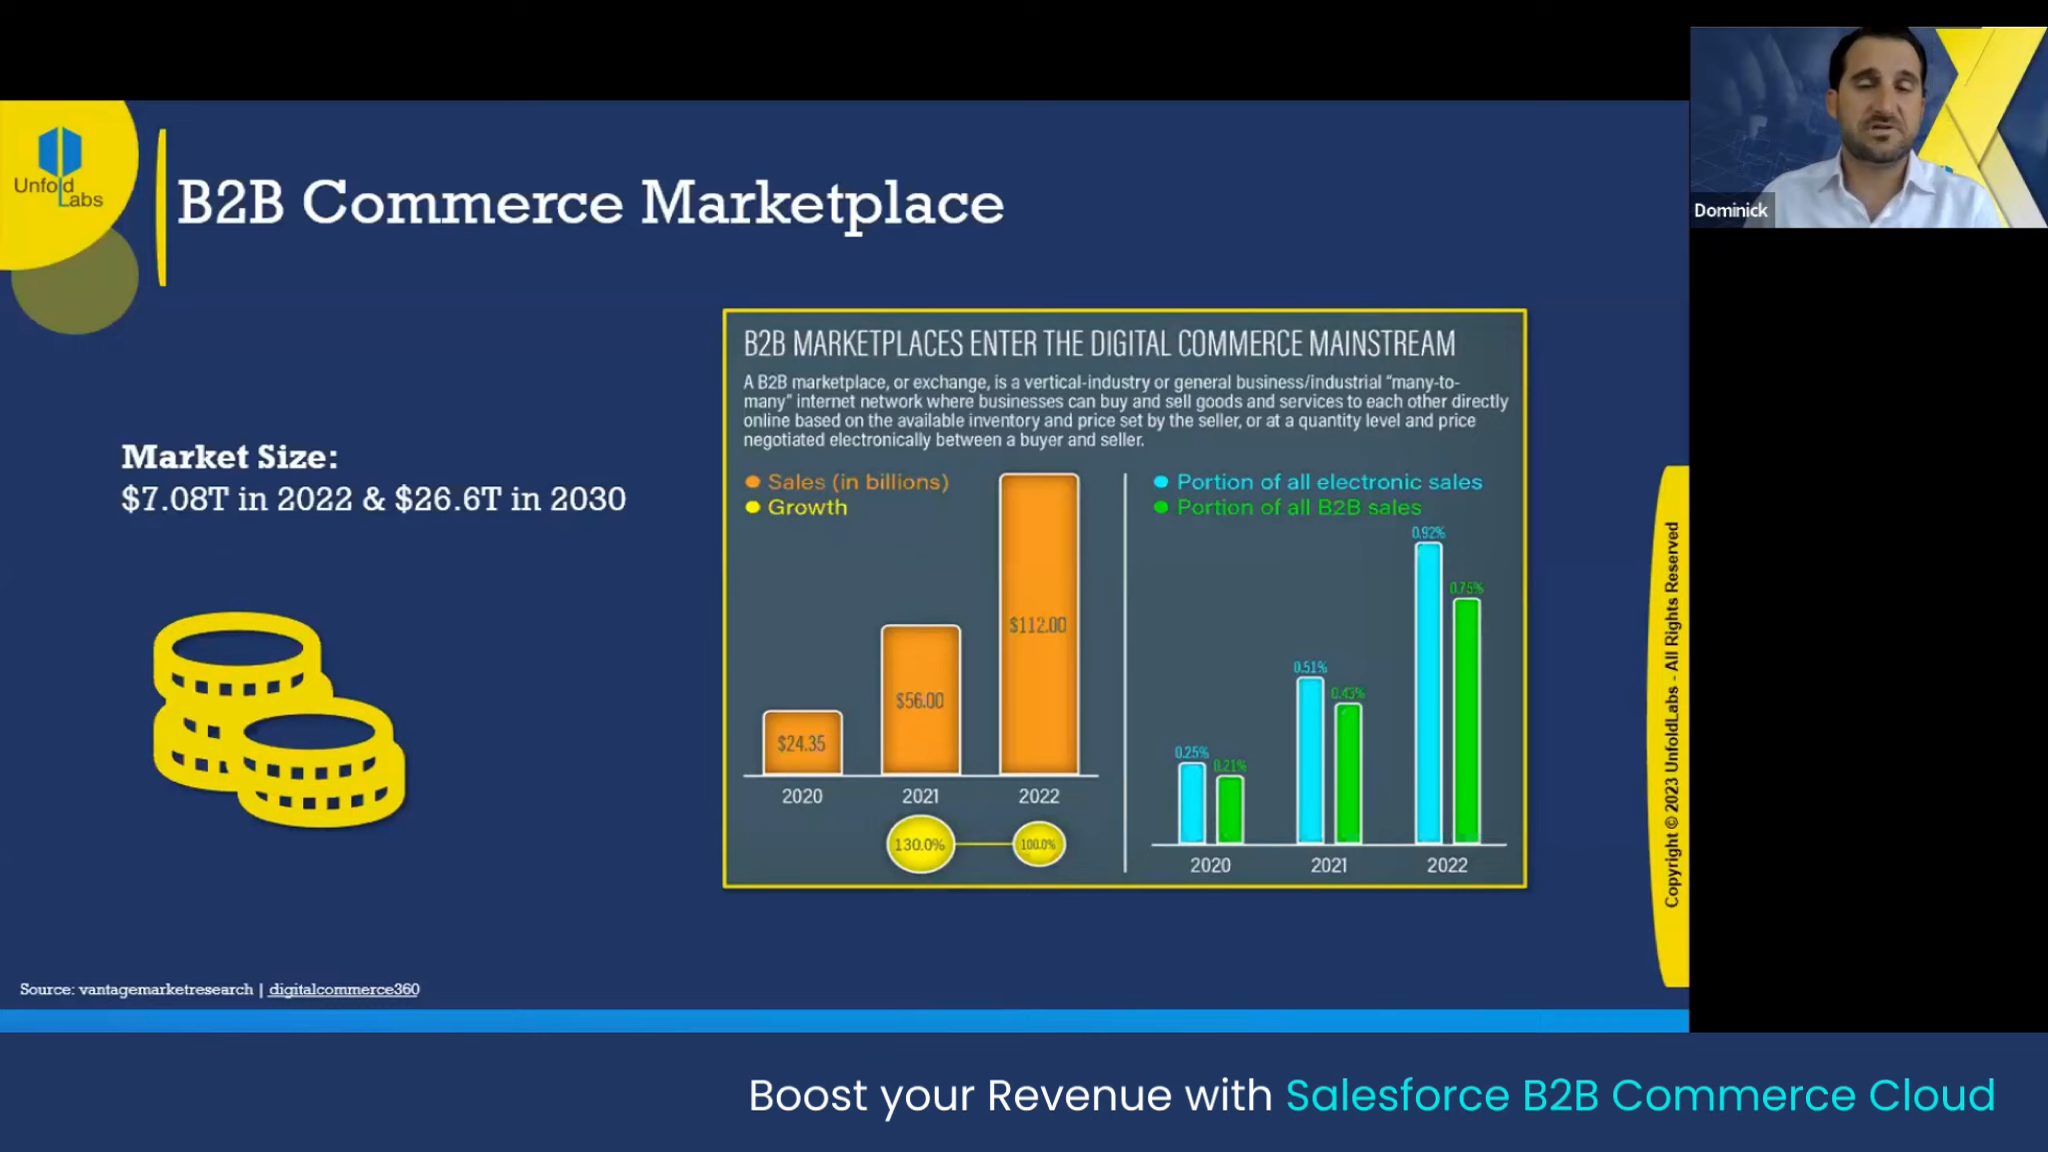 Unfold
Labs
B2B Commerce Marketplace
Dominick
Market Size:
$7.08T in 2022 & $26.6T in 2030
B2B MARKETPLACES ENTER THE DIGITAL COMMERCE MAINSTREAM
A B2B marketplace, or exchange, is a vertical-industry or general business/industrial “many-to-
many” internet network where businesses can buy and sell goods and services to each other directly
online based on the available inventory and price set by the seller, or at a quantity level and price
negotiated electronically between a buyer and seller.
Sales (in billions)
Growth
$24.35
$56.00
$112.00
2020 2021 2022
130.0% 100.0%
Portion of all electronic sales
Portion of all B2B sales
0.25% 0.21%
0.51% 0.43%
0.92% 0.75%
2020 2021 2022
Copyright © 2023 UnfoldLabs - All Rights Reserved
Source: vantagemarketresearch | digitalcommerce360
Boost your Revenue with Salesforce B2B Commerce Cloud